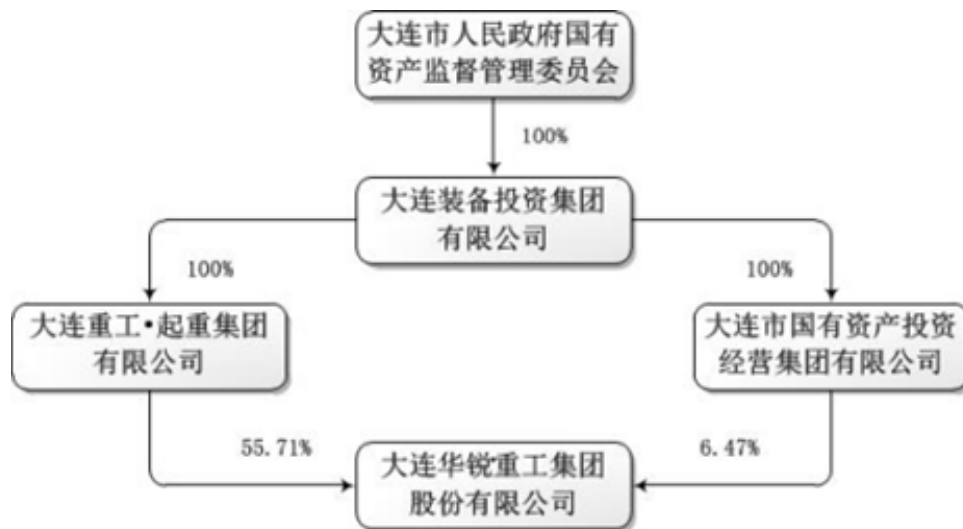 大连市人民政府国有
资产监督管理委员会
100%
大连装备投资集团
有限公司
100%
100%
大连重工•起重集团
有限公司
大连市国有资产投资
经营集团有限公司
55.71%
6.47%
大连华锐重工集团
股份有限公司